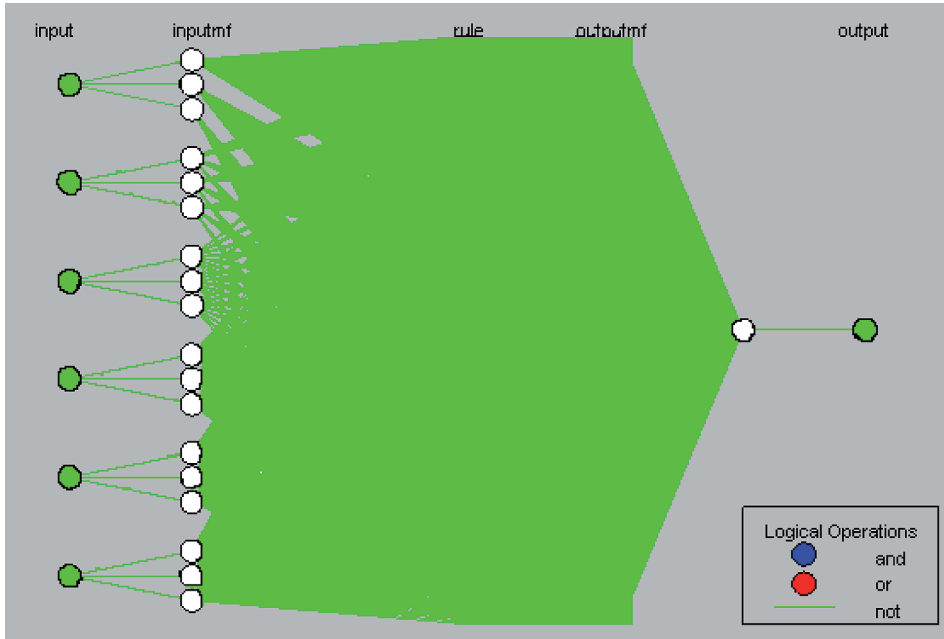 input inputmf rule outputmf output
Logical Operations
and
or
not